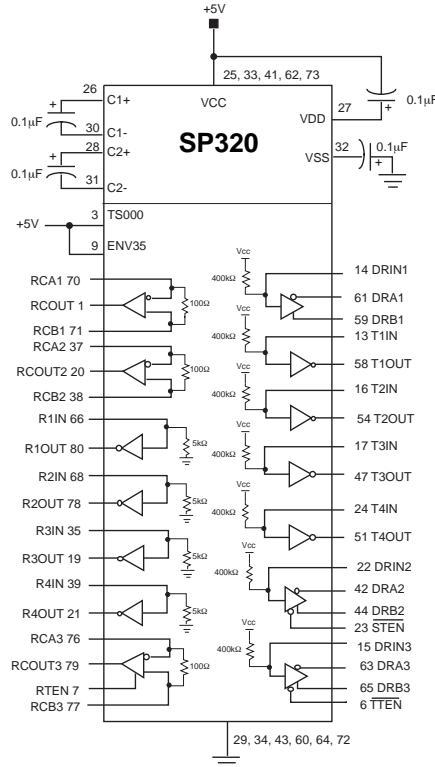 +5V
25, 33, 41, 62, 73
26
C1+
VCC
27
VDD
0.1µF
0.1µF
SP320
30
C1-
28
C2+
32
VSS
0.1µF
0.1µF
31
C2-
3
TS000
+5V
9
ENV35
RCA1 70
RCOUT 1
100Ω
RCB1 71
RCA2 37
RCOUT2 20
100Ω
RCB2 38
R1IN 66
R1OUT 80
5kΩ
R2IN 68
R2OUT 78
5kΩ
R3IN 35
R3OUT 19
5kΩ
R4IN 39
R4OUT 21
5kΩ
RCA3 76
RCOUT3 79
100Ω
RTEN 7
RCB3 77
Vcc
400kΩ
14 DRIN1
61 DRA1
59 DRB1
Vcc
400kΩ
13 T1IN
58 T1OUT
Vcc
400kΩ
16 T2IN
54 T2OUT
Vcc
400kΩ
17 T3IN
47 T3OUT
Vcc
400kΩ
24 T4IN
51 T4OUT
Vcc
400kΩ
22 DRIN2
42 DRA2
44 DRB2
23 STEN
Vcc
400kΩ
15 DRIN3
63 DRA3
65 DRB3
6 TTEN
29, 34, 43, 60, 64, 72